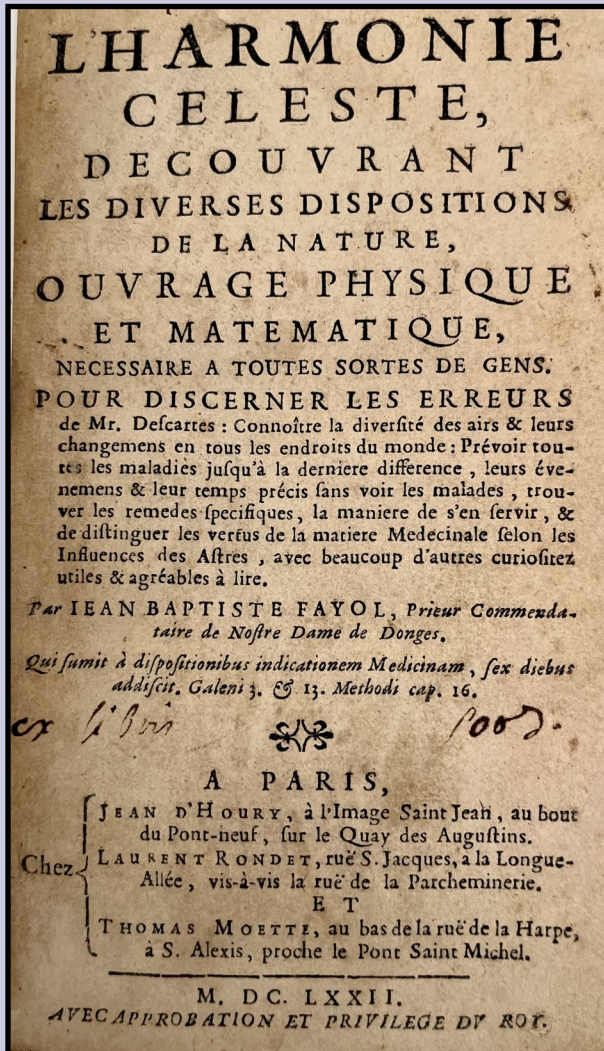 L'HARMONIE
CELESTE,
DECOUVRANT
LES DIVERSES DISPOSITIONS
DE LA NATURE,
OUVRAGE PHYSIQUE
ET MATEMATIQUE,
NECESSAIRE A TOUTES SORTES DE GENS.
POUR DISCERNER LES ERREURS
de Mr. Deſcartes : Connoître la diverſité des airs & leurs
changemens en tous les endroits du monde : Prévoir tou-
tes les maladies juſqu'à la derniere difference , leurs éve-
nemens & leur temps précis ſans voir les malades , trou-
ver les remedes ſpecifiques, la maniere de s'en ſervir , &
de diſtinguer les vertus de la matiere Medecinale ſelon les
Influences des Aſtres , avec beaucoup d'autres curioſitez
utiles & agréables à lire.
Par IEAN BAPTISTE FAYOL, Prieur Commenda-
taire de Noſtre Dame de Donges.
Qui ſumit à diſpoſitionibus indicationem Medicinam , ſex diebus
addiſcit. Galeni 3. & 13. Methodi cap. 16.
ex
A PARIS,
Chez
JEAN D'HOURY, à l'Image Saint Jean, au bout
du Pont-neuf, ſur le Quay des Auguſtins.
LAURENT RONDET, ruë S. Jacques, a la Longue-
Allée , vis-à-vis la ruë de la Parcheminerie.
ET
THOMAS MOETTE, au bas de la ruë de la Harpe,
à S. Alexis, proche le Pont Saint Michel.
M. DC. LXXII.
AVEC APPROBATION ET PRIVILEGE DV ROY.